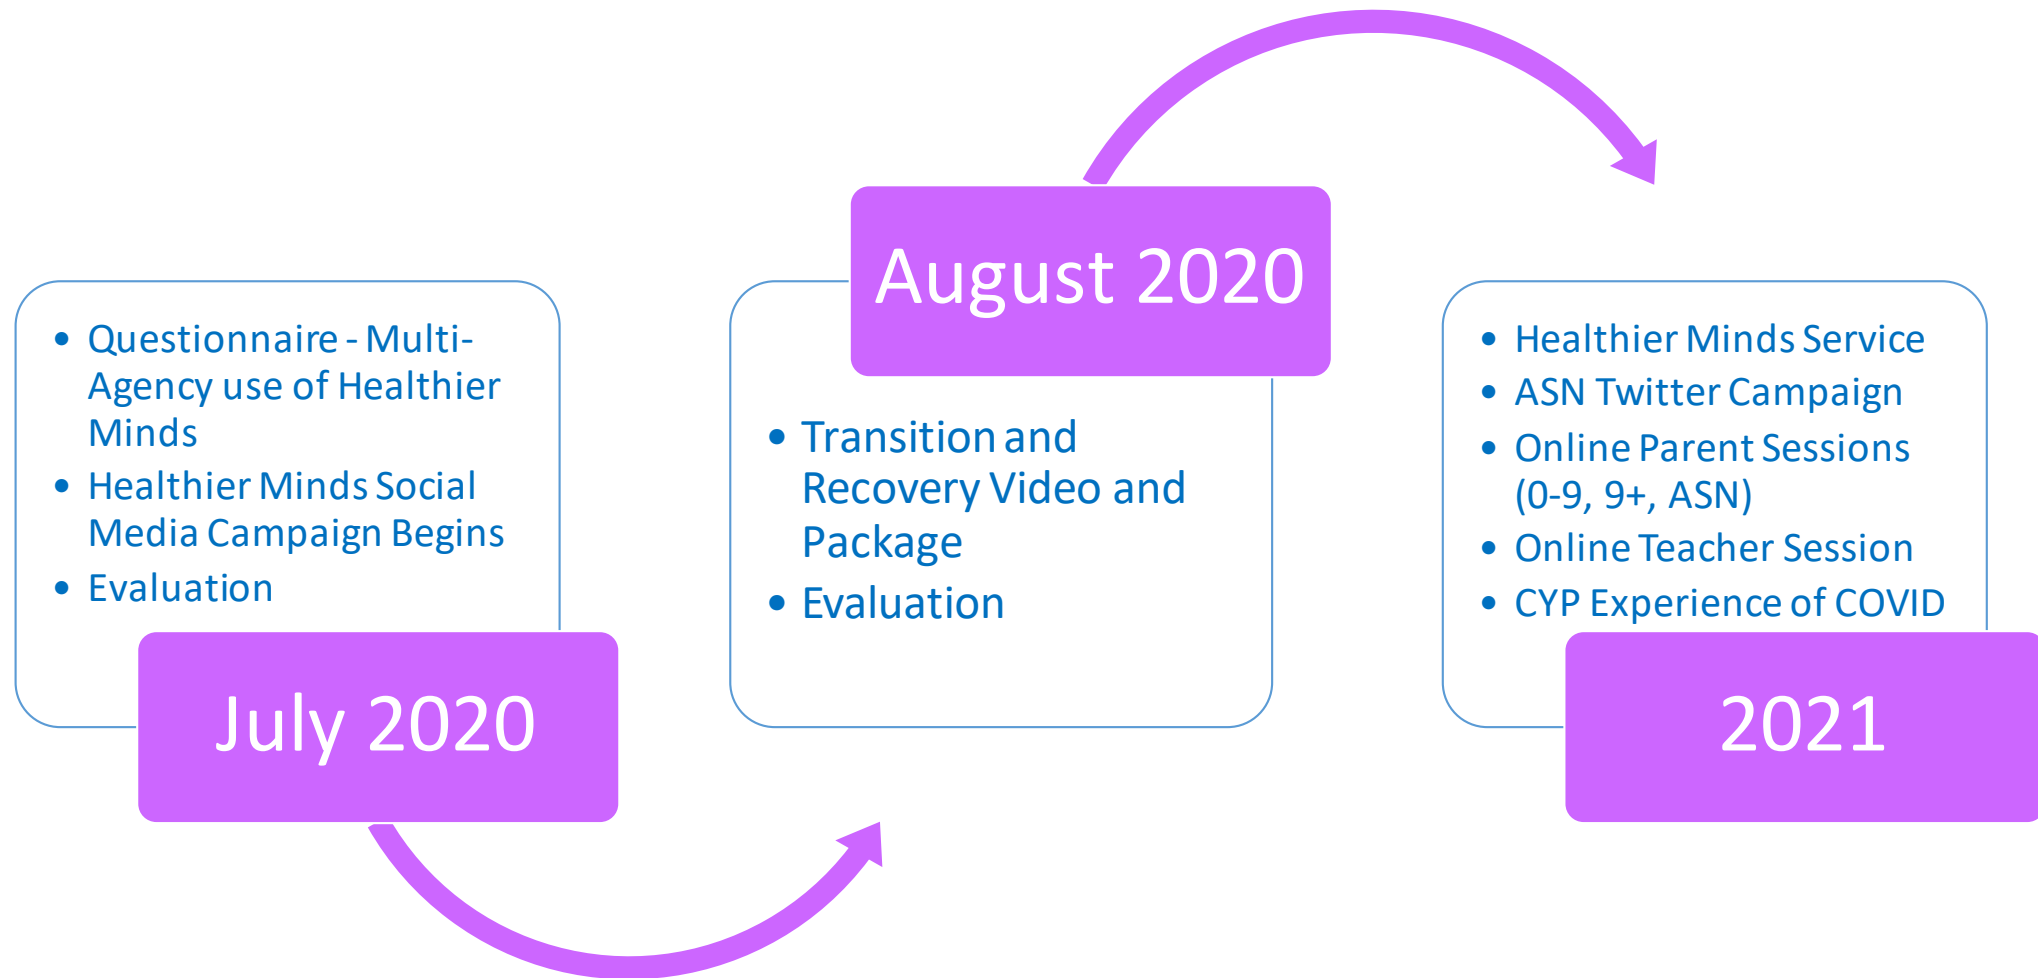 • Questionnaire - Multi-
Agency use of Healthier
Minds
• Healthier Minds Social
Media Campaign Begins
• Evaluation
July 2020
August 2020
• Transition and
Recovery Video and
Package
• Evaluation
• Healthier Minds Service
• ASN Twitter Campaign
• Online Parent Sessions
(0-9, 9+, ASN)
• Online Teacher Session
• CYP Experience of COVID
2021